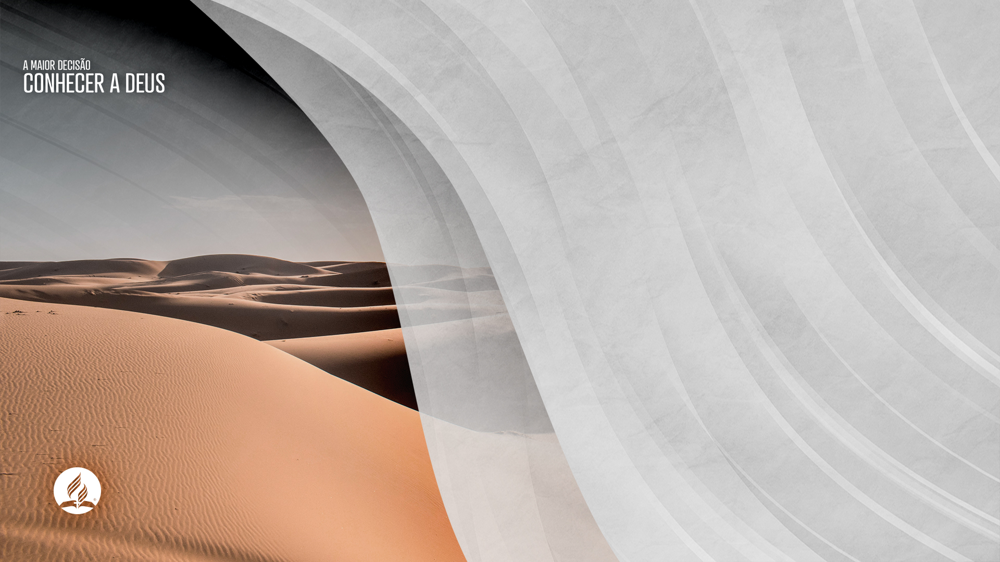 A MAIOR DECISÃO
CONHECER A DEUS